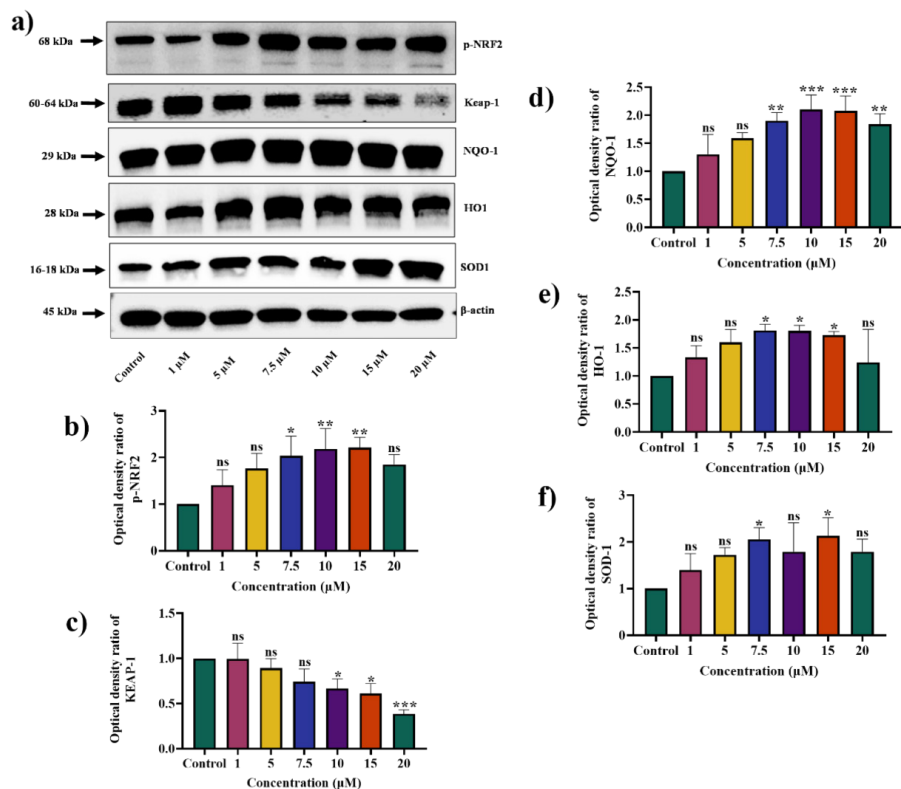 a)
68 kDa
p-NRF2
60-64 kDa
Keap-1
29 kDa
NQO-1
28 kDa
HO1
16-18 kDa
SOD1
45 kDa
β-actin
Control 1 µM 5 µM 7.5 µM 10 µM 15 µM 20 µM
b)
Optical density ratio of
p-NRF2
3
2
1
0
ns ns * ** ** ns
Control 1 5 7.5 10 15 20
Concentration (µM)
c)
Optical density ratio of
KEAP-1
1.5
1.0
0.5
0.0
ns ns ns * * ***
Control 1 5 7.5 10 15 20
Concentration (µM)
d)
Optical density ratio of
NQO-1
2.5
2.0
1.5
1.0
0.5
ns ns ** *** *** **
Control 1 5 7.5 10 15 20
Concentration (µM)
e)
Optical density ratio of
HO-1
2.5
2.0
1.5
1.0
0.5
0.0
ns ns * * * ns
Control 1 5 7.5 10 15 20
Concentration (µM)
f)
Optical density ratio of
SOD-1
3
2
1
0
ns ns * ns * ns
Control 1 5 7.5 10 15 20
Concentration (µM)